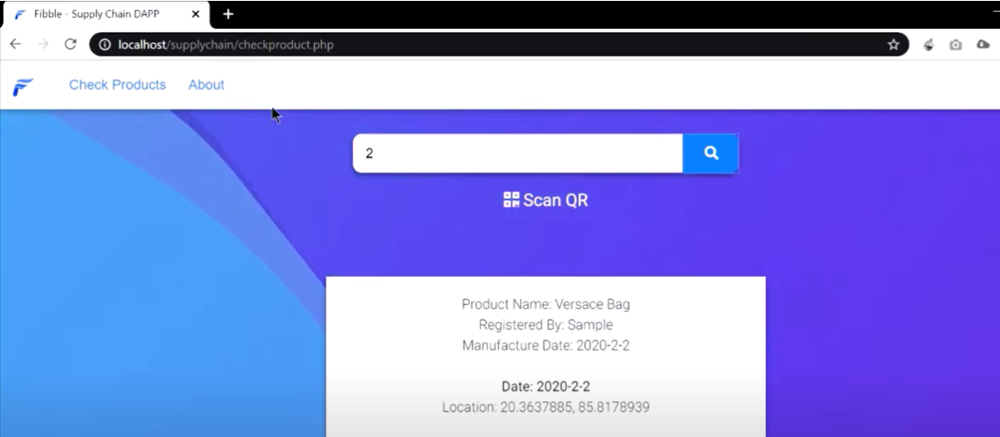 Fibble - Supply Chain DAPP
localhost/supplychain/checkproduct.php
Check Products About
2
Scan QR
Product Name: Versace Bag
Registered By: Sample
Manufacture Date: 2020-2-2
Date: 2020-2-2
Location: 20.3637885, 85.8178939